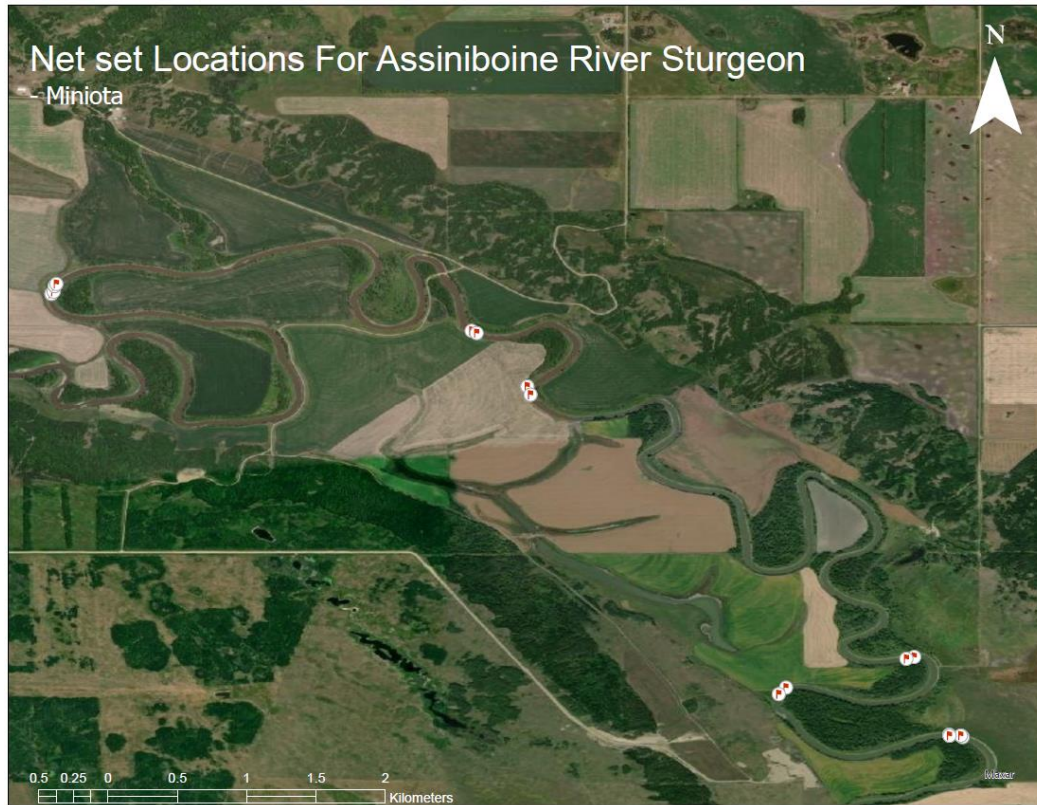 Net set Locations For Assiniboine River Sturgeon
- Miniota
N
0.5 0.25 0 0.5 1 1.5 2
Kilometers
Maxar